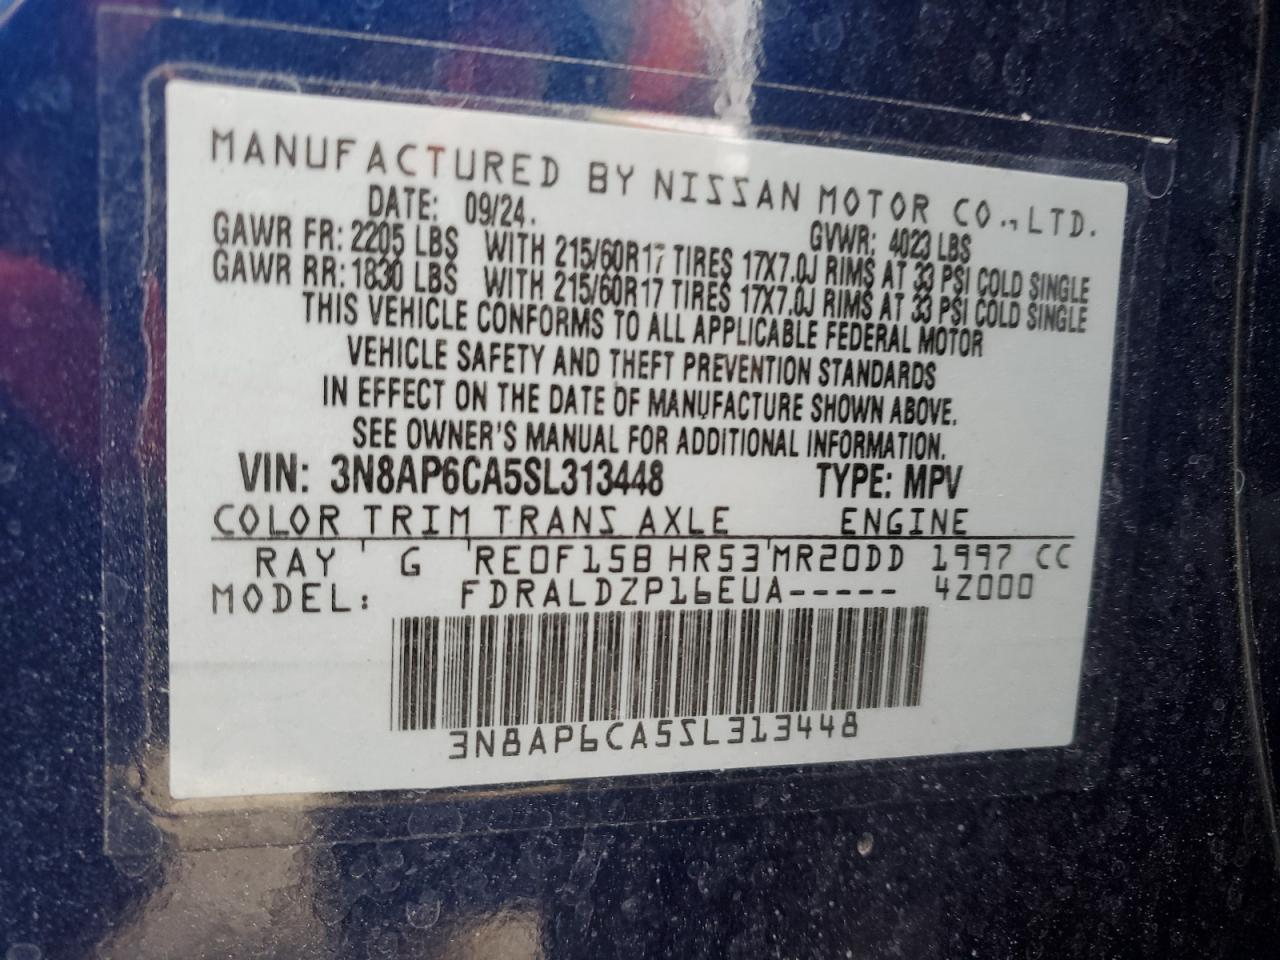 MANUFACTURED BY NISSAN MOTOR CO., LTD.
DATE: 09/24. GVWR: 4023 LBS
GAWR FR: 2205 LBS WITH 215/60R17 TIRES 17X7.0J RIMS AT 33 PSI COLD SINGLE
GAWR RR: 1830 LBS WITH 215/60R17 TIRES 17X7.0J RIMS AT 33 PSI COLD SINGLE
THIS VEHICLE CONFORMS TO ALL APPLICABLE FEDERAL MOTOR
VEHICLE SAFETY AND THEFT PREVENTION STANDARDS
IN EFFECT ON THE DATE OF MANUFACTURE SHOWN ABOVE.
SEE OWNER'S MANUAL FOR ADDITIONAL INFORMATION.
VIN: 3N8AP6CA5SL313448 TYPE: MPV
COLOR TRIM TRANS AXLE ENGINE
RAY G RE0F15B HR53 MR20DD 1997 CC
MODEL: FDRALDZP16EUA----- 4Z000
3N8AP6CA5SL313448